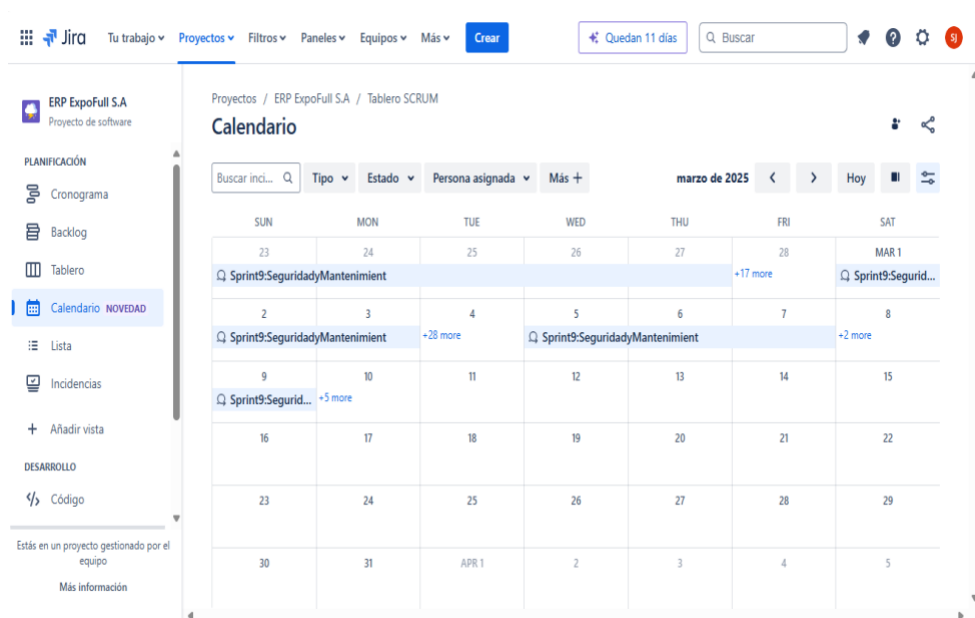 Jira Tu trabajo Proyectos Filtros Paneles Equipos Más Crear Quedan 11 días Buscar SJ
ERP ExpoFull S.A
Proyecto de software
PLANIFICACIÓN
Cronograma
Backlog
Tablero
Calendario NOVEDAD
Lista
Incidencias
Añadir vista
DESARROLLO
Código
Estás en un proyecto gestionado por el
equipo
Más información
Proyectos / ERP ExpoFull S.A / Tablero SCRUM
Calendario
Buscar inci... Tipo Estado Persona asignada Más + marzo de 2025 < > Hoy
SUN MON TUE WED THU FRI SAT
23 24 25 26 27 28 MAR 1
Sprint9:SeguridadyMantenimient +17 more Sprint9:Segurid...
2 3 4 5 6 7 8
Sprint9:SeguridadyMantenimient +28 more Sprint9:SeguridadyMantenimient +2 more
9 10 11 12 13 14 15
Sprint9:Segurid... +5 more
16 17 18 19 20 21 22
23 24 25 26 27 28 29
30 31 APR 1 2 3 4 5